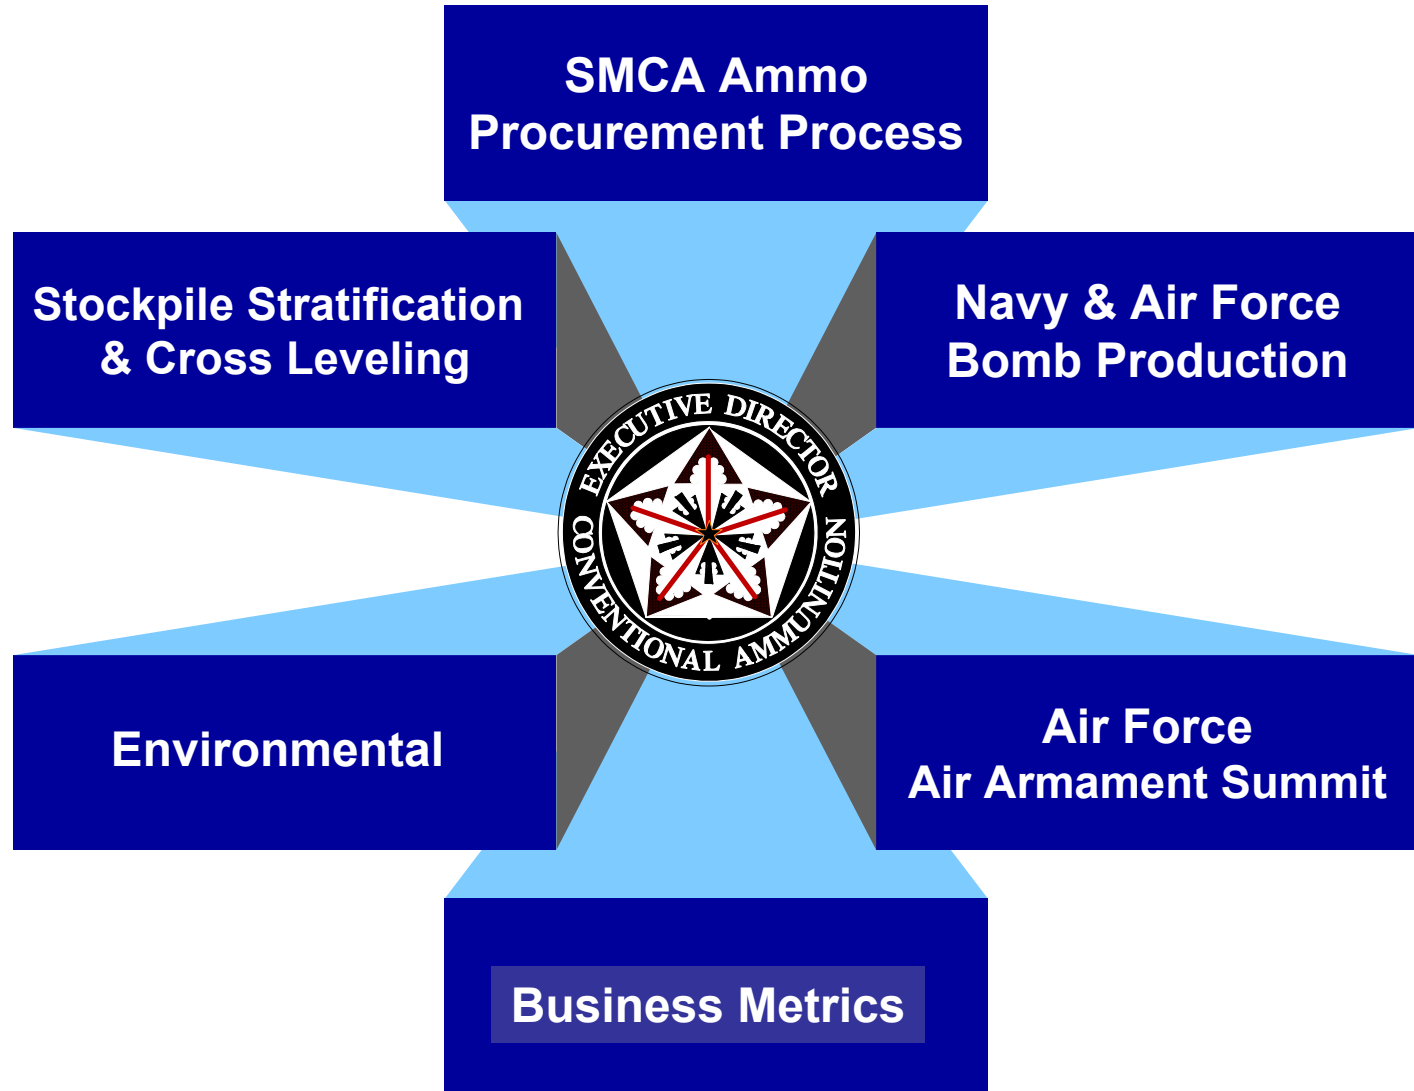 SMCA Ammo
Procurement Process
Stockpile Stratification
& Cross Leveling
Navy & Air Force
Bomb Production
EXECUTIVE DIRECTOR
CONVENTIONAL AMMUNITION
Environmental
Air Force
Air Armament Summit
Business Metrics